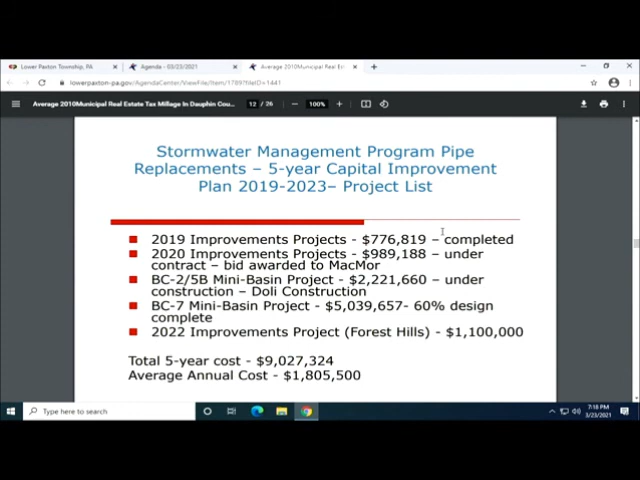 Lower Paxton Township, PA
Agenda - 03/23/2021
Average 2010Municipal Real Est
lowerpaxton-pa.gov/AgendaCenter/ViewFile/Item/1789?fileID=1441
Average 2010Municipal Real Estate Tax Millage In Dauphin Cou...
12 / 26
100%
Stormwater Management Program Pipe
Replacements – 5-year Capital Improvement
Plan 2019-2023– Project List
2019 Improvements Projects - $776,819 – completed
2020 Improvements Projects - $989,188 – under
contract – bid awarded to MacMor
BC-2/5B Mini-Basin Project - $2,221,660 – under
construction – Doli Construction
BC-7 Mini-Basin Project - $5,039,657- 60% design
complete
2022 Improvements Project (Forest Hills) - $1,100,000
Total 5-year cost - $9,027,324
Average Annual Cost - $1,805,500
Type here to search
7:18 PM
3/23/2021